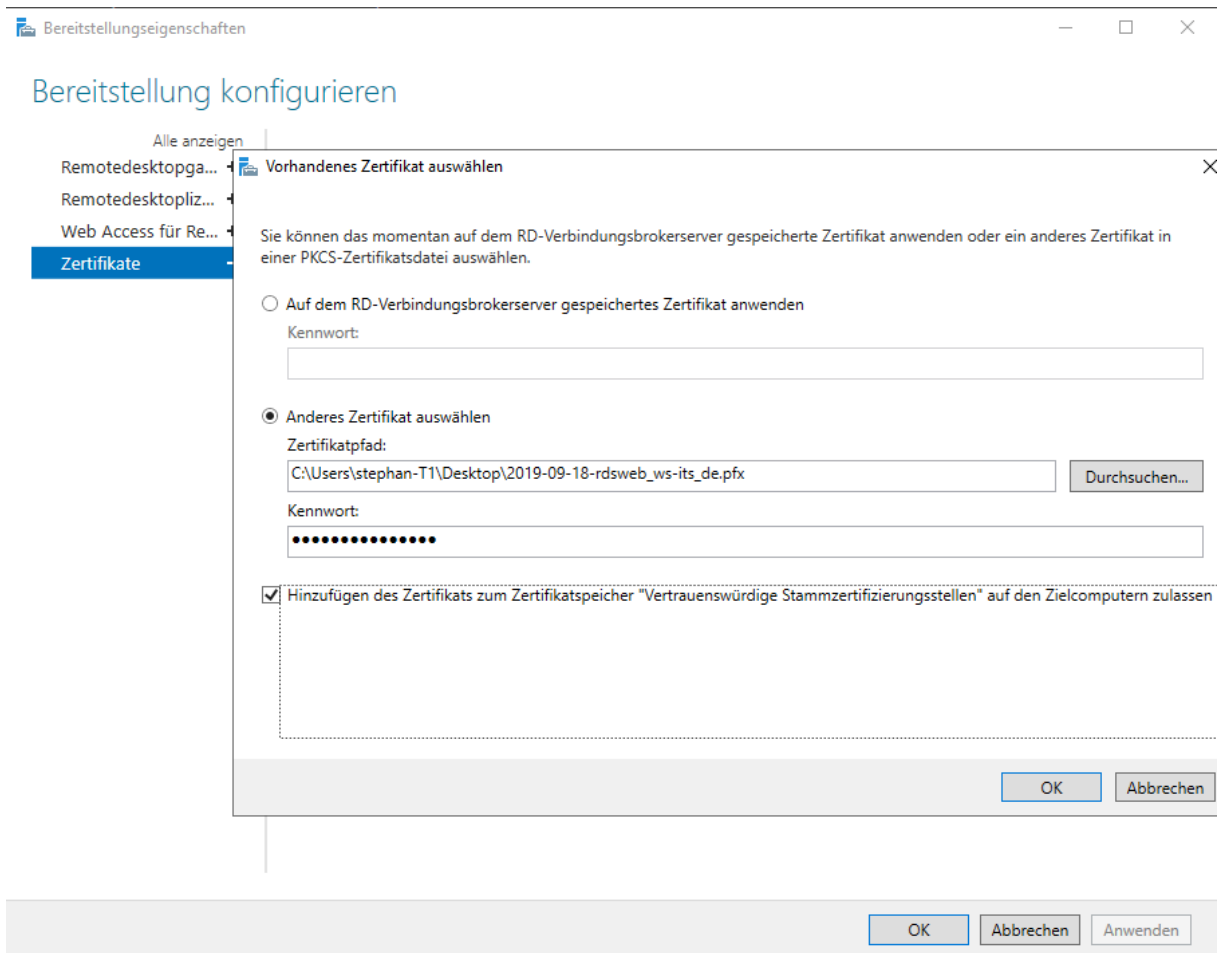 Bereitstellungseigenschaften
Bereitstellung konfigurieren
Alle anzeigen
Remotedesktopga... +
Remotedesktopliz... +
Web Access für Re... +
Zertifikate -
Vorhandenes Zertifikat auswählen
Sie können das momentan auf dem RD-Verbindungsbrokerserver gespeicherte Zertifikat anwenden oder ein anderes Zertifikat in
einer PKCS-Zertifikatsdatei auswählen.
Auf dem RD-Verbindungsbrokerserver gespeichertes Zertifikat anwenden
Kennwort:
Anderes Zertifikat auswählen
Zertifikatpfad:
C:\Users\stephan-T1\Desktop\2019-09-18-rdsweb_ws-its_de.pfx
Durchsuchen...
Kennwort:
•••••••••••••••
Hinzufügen des Zertifikats zum Zertifikatspeicher "Vertrauenswürdige Stammzertifizierungsstellen" auf den Zielcomputern zulassen
OK Abbrechen
OK Abbrechen Anwenden